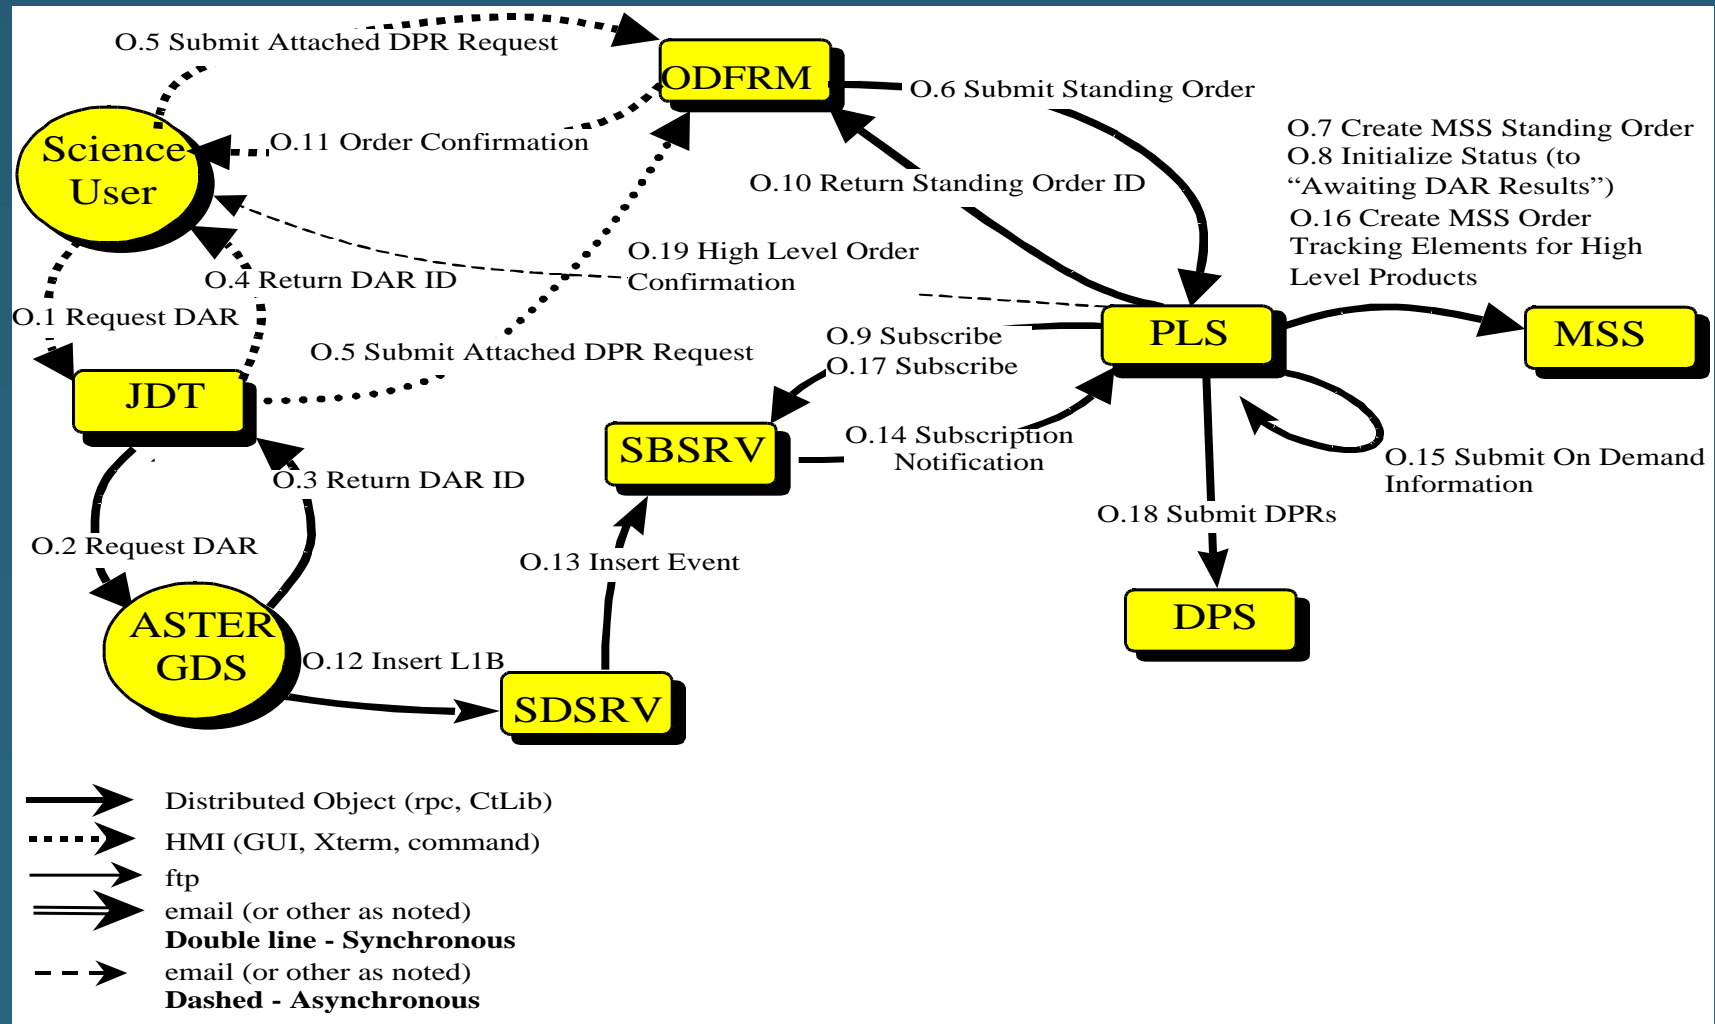 O.5 Submit Attached DPR Request
ODFRM
O.6 Submit Standing Order
O.7 Create MSS Standing Order
O.8 Initialize Status (to
“Awaiting DAR Results”)
O.16 Create MSS Order
Tracking Elements for High
Level Products
Science
User
O.11 Order Confirmation
O.10 Return Standing Order ID
O.19 High Level Order
Confirmation
O.4 Return DAR ID
O.1 Request DAR
O.5 Submit Attached DPR Request
O.9 Subscribe
O.17 Subscribe
PLS
MSS
JDT
SBSRV
O.14 Subscription
Notification
O.15 Submit On Demand
Information
O.3 Return DAR ID
O.18 Submit DPRs
O.2 Request DAR
O.13 Insert Event
DPS
ASTER
GDS
O.12 Insert L1B
SDSRV
Distributed Object (rpc, CtLib)
HMI (GUI, Xterm, command)
ftp
email (or other as noted)
Double line - Synchronous
email (or other as noted)
Dashed - Asynchronous